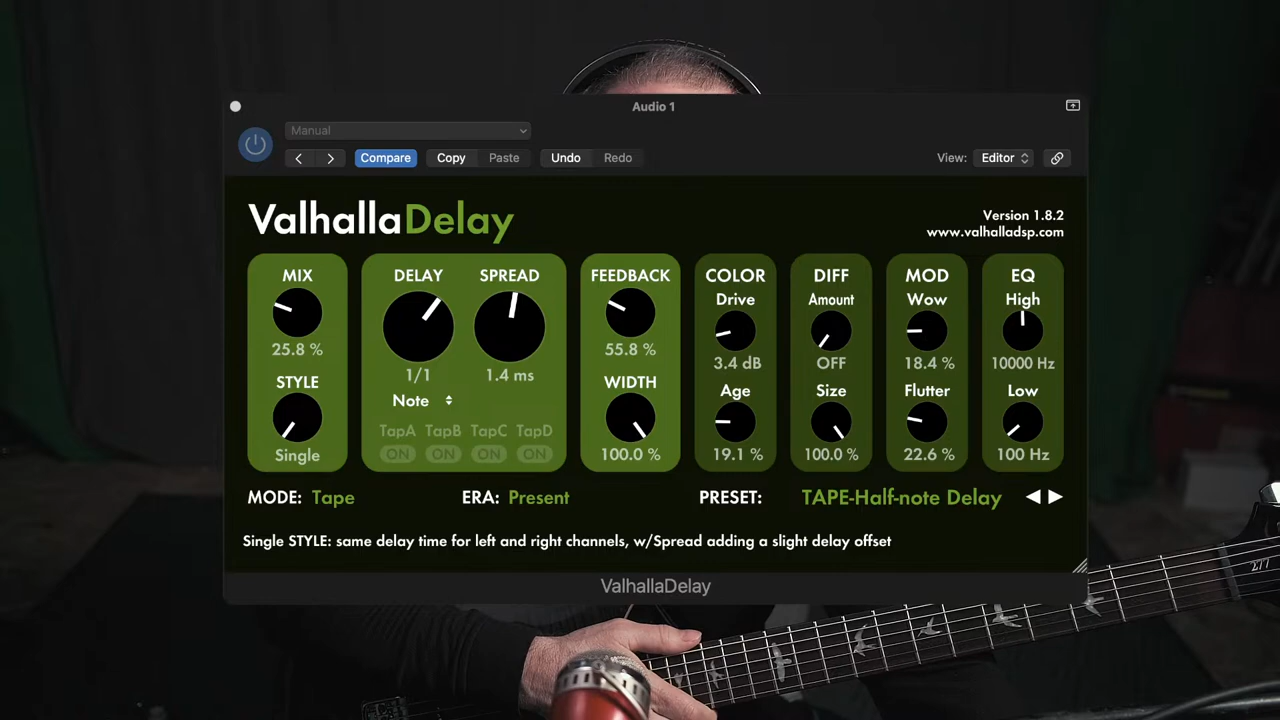 Audio 1
Manual
Compare Copy Paste Undo Redo View: Editor
ValhallaDelay
Version 1.8.2
www.valhalladsp.com
MIX
25.8 %
STYLE
Single
DELAY SPREAD
1/1 1.4 ms
Note
TapA TapB TapC TapD
ON ON ON ON
FEEDBACK
55.8 %
WIDTH
100.0 %
COLOR
Drive
3.4 dB
Age
19.1 %
DIFF
Amount
OFF
Size
100.0 %
MOD
Wow
18.4 %
Flutter
22.6 %
EQ
High
10000 Hz
Low
100 Hz
MODE: Tape ERA: Present PRESET: TAPE-Half-note Delay
Single STYLE: same delay time for left and right channels, w/Spread adding a slight delay offset
ValhallaDelay